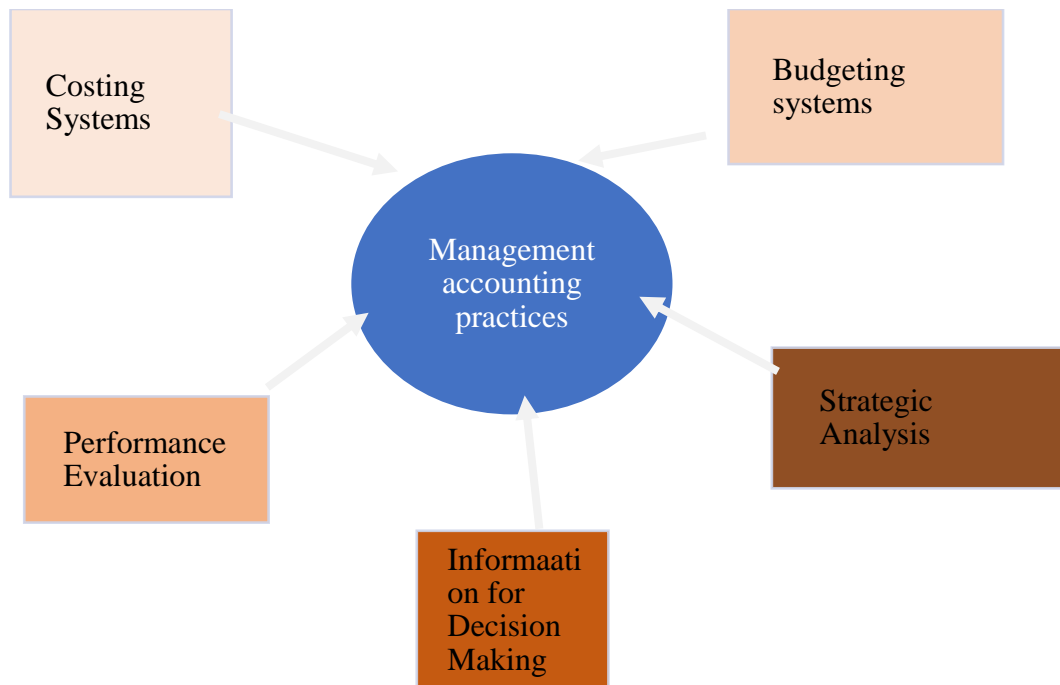 Costing
Systems
Budgeting
systems
Management
accounting
practices
Performance
Evaluation
Strategic
Analysis
Informaati
on for
Decision
Making